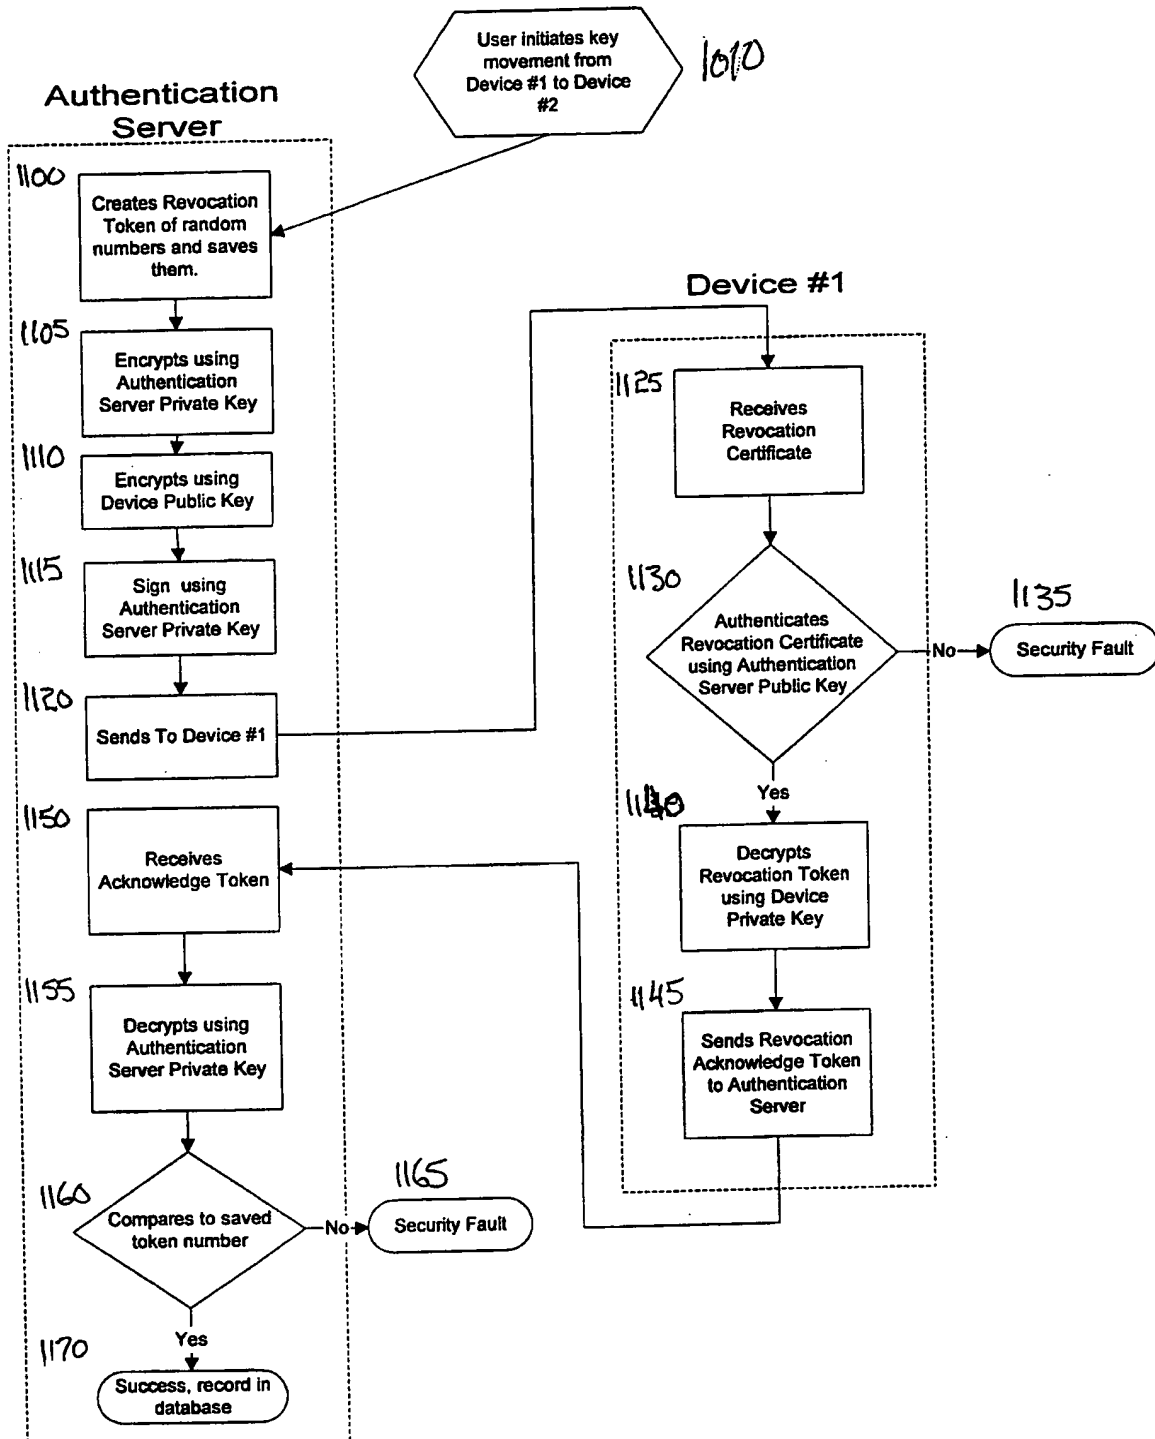 User initiates key
movement from
Device #1 to Device
#2
1010
Authentication
Server
1100
Creates Revocation
Token of random
numbers and saves
them.
1105
Encrypts using
Authentication
Server Private Key
1110
Encrypts using
Device Public Key
1115
Sign using
Authentication
Server Private Key
1120
Sends To Device #1
Device #1
1125
Receives
Revocation
Certificate
1130
Authenticates
Revocation Certificate
using Authentication
Server Public Key
No
1135
Security Fault
Yes
1140
Decrypts
Revocation Token
using Device
Private Key
1145
Sends Revocation
Acknowledge Token
to Authentication
Server
1150
Receives
Acknowledge Token
1155
Decrypts using
Authentication
Server Private Key
1160
Compares to saved
token number
No
1165
Security Fault
Yes
1170
Success, record in
database